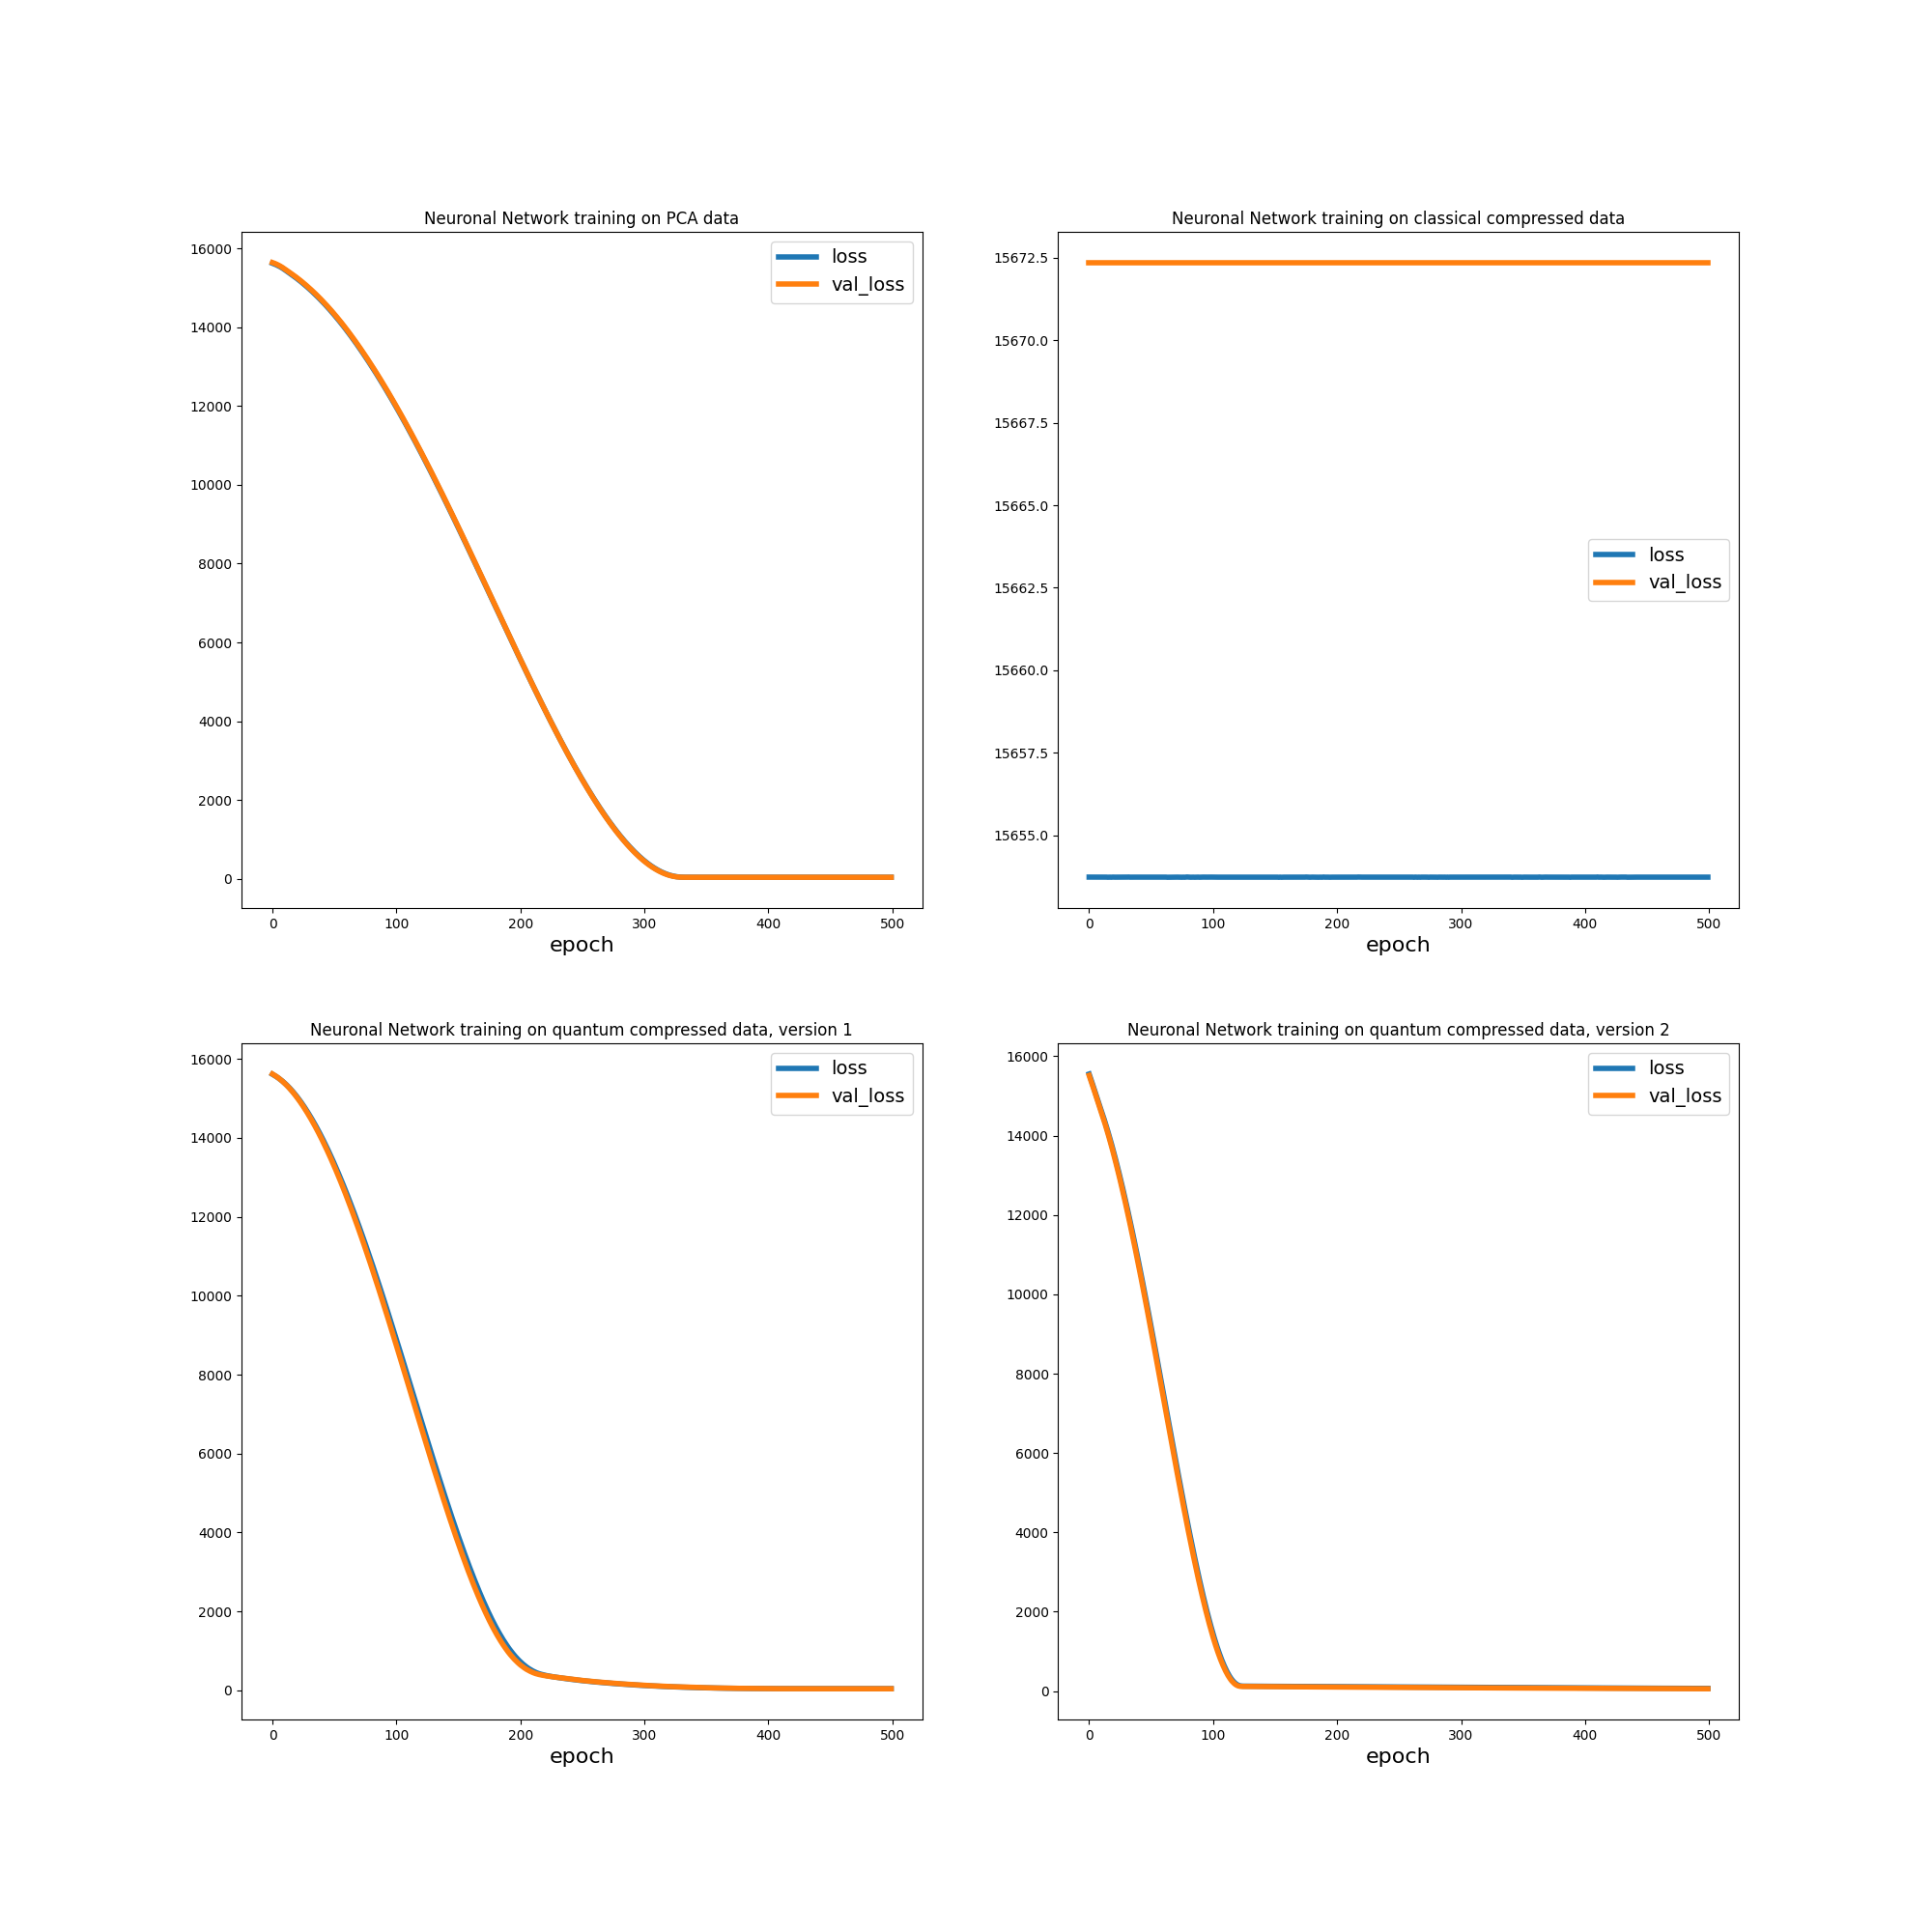 Neuronal Network training on PCA data
16000
14000
12000
10000
8000
6000
4000
2000
0
loss
val_loss
0 100 200 300 400 500
epoch
Neuronal Network training on classical compressed data
15672.5
15670.0
15667.5
15665.0
15662.5
15660.0
15657.5
15655.0
loss
val_loss
0 100 200 300 400 500
epoch
Neuronal Network training on quantum compressed data, version 1
16000
14000
12000
10000
8000
6000
4000
2000
0
loss
val_loss
0 100 200 300 400 500
epoch
Neuronal Network training on quantum compressed data, version 2
16000
14000
12000
10000
8000
6000
4000
2000
0
loss
val_loss
0 100 200 300 400 500
epoch